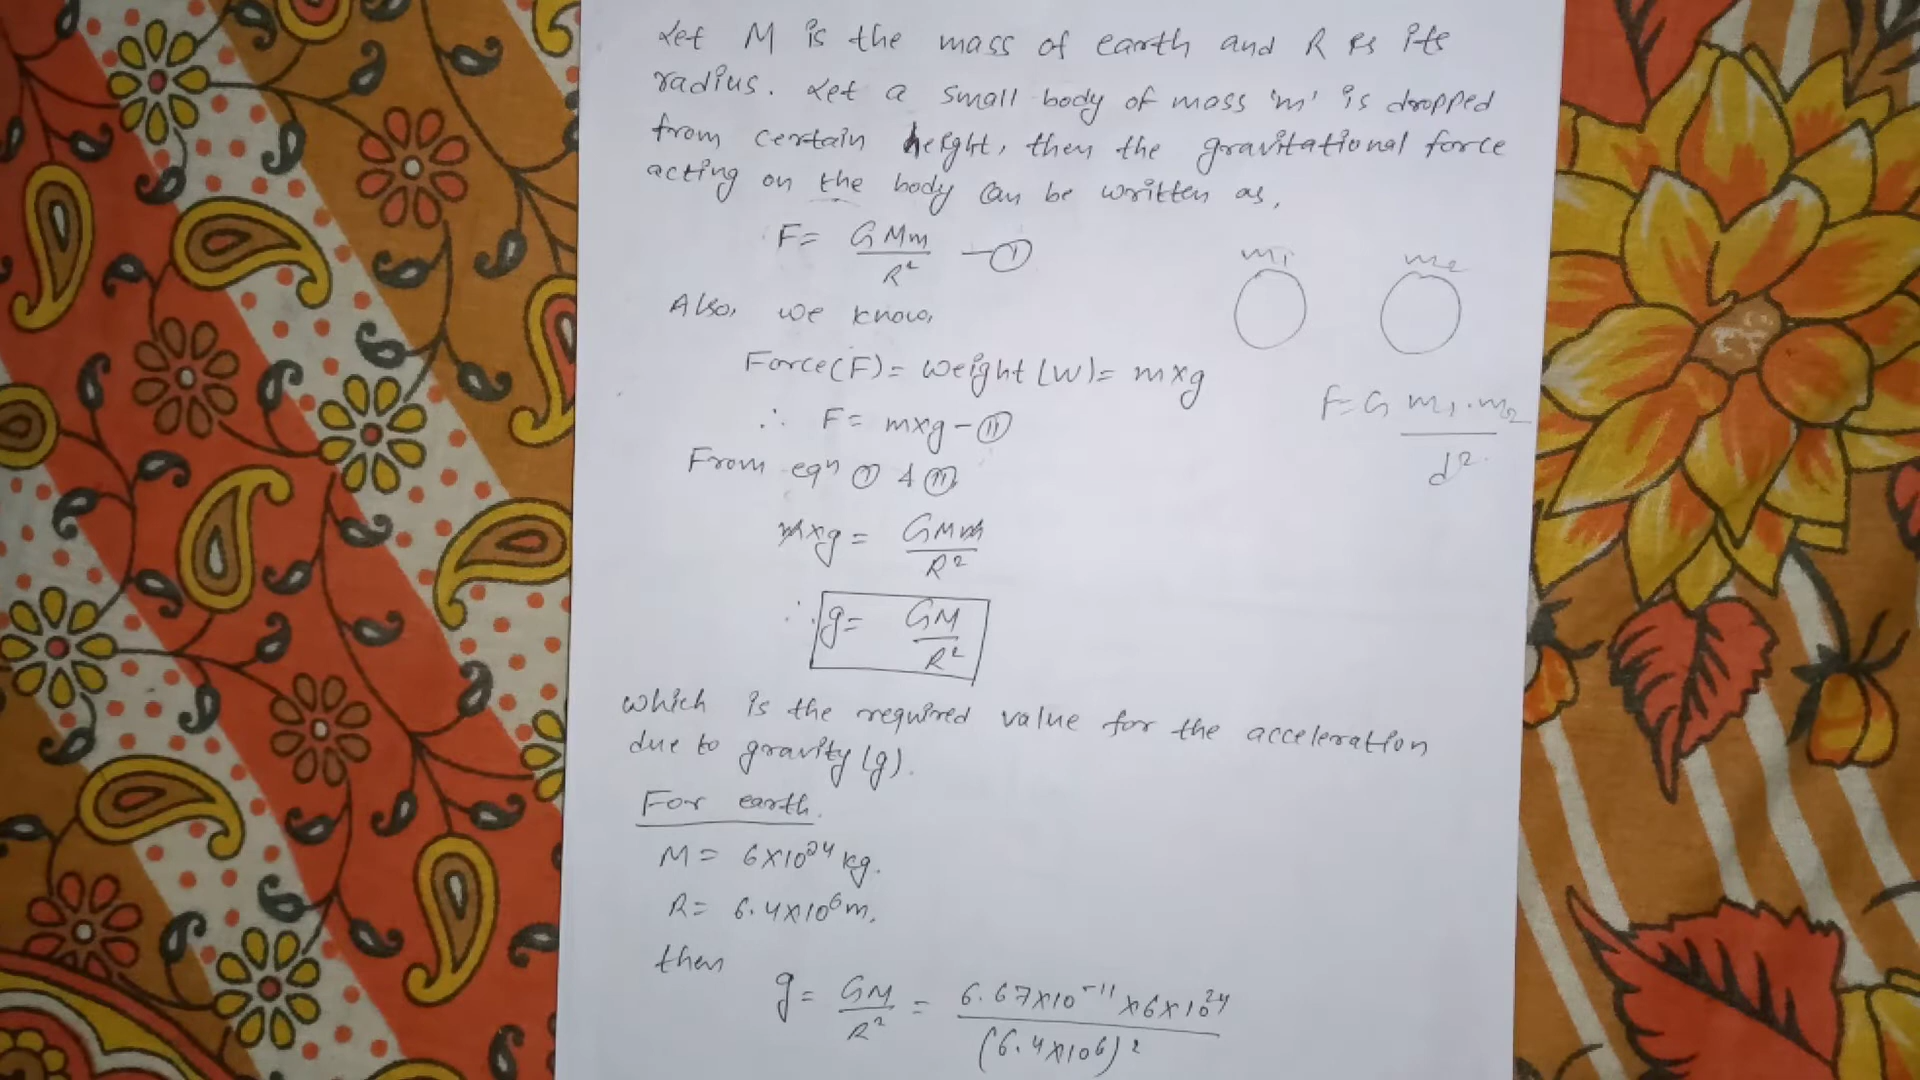 Let M is the mass of earth and R is its
radius. Let a small body of mass 'm' is dropped
from certain height, then the gravitational force
acting on the body can be written as,
F = GMm / R² - (I)
m₁ m₂
Also, we know,
Force(F) = Weight (W) = m×g
∴ F = m×g - (II)
F = G m₁.m₂ / d²
From eqn (I) & (II)
m×g = GMm / R²
∴ g = GM / R²
which is the required value for the acceleration
due to gravity (g).
For earth.
M = 6×10²⁴ kg.
R = 6.4×10⁶ m.
then
g = GM / R² = 6.67×10⁻¹¹ ×6×10²⁴ / (6.4×10⁶)²